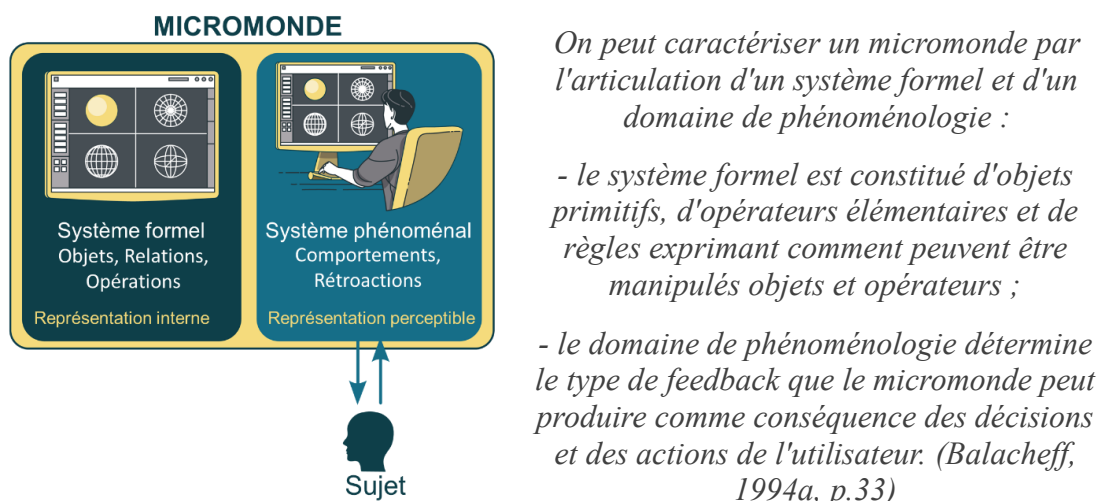 MICROMONDE
Système formel
Objets, Relations,
Opérations
Représentation interne
Système phénoménal
Comportements,
Rétroactions
Représentation perceptible
Sujet
On peut caractériser un micromonde par
l'articulation d'un système formel et d'un
domaine de phénoménologie :
- le système formel est constitué d'objets
primitifs, d'opérateurs élémentaires et de
règles exprimant comment peuvent être
manipulés objets et opérateurs ;
- le domaine de phénoménologie détermine
le type de feedback que le micromonde peut
produire comme conséquence des décisions
et des actions de l'utilisateur. (Balacheff,
1994a, p.33)